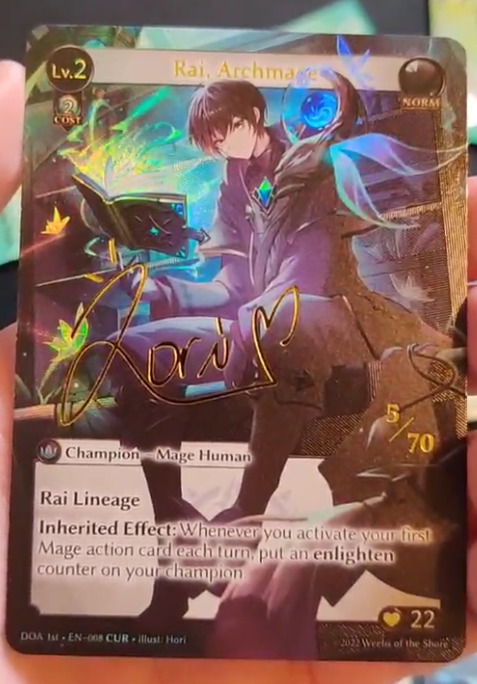 Lv.2
Rai, Archmage
2
COST
NORM
Hori
5/70
Champion – Mage Human
Rai Lineage
Inherited Effect: Whenever you activate your first
Mage action card each turn, put an enlighten
counter on your champion
22
DOA 1st • EN-008 CUR • illust: Hori
©2022 Weebs of the Shore